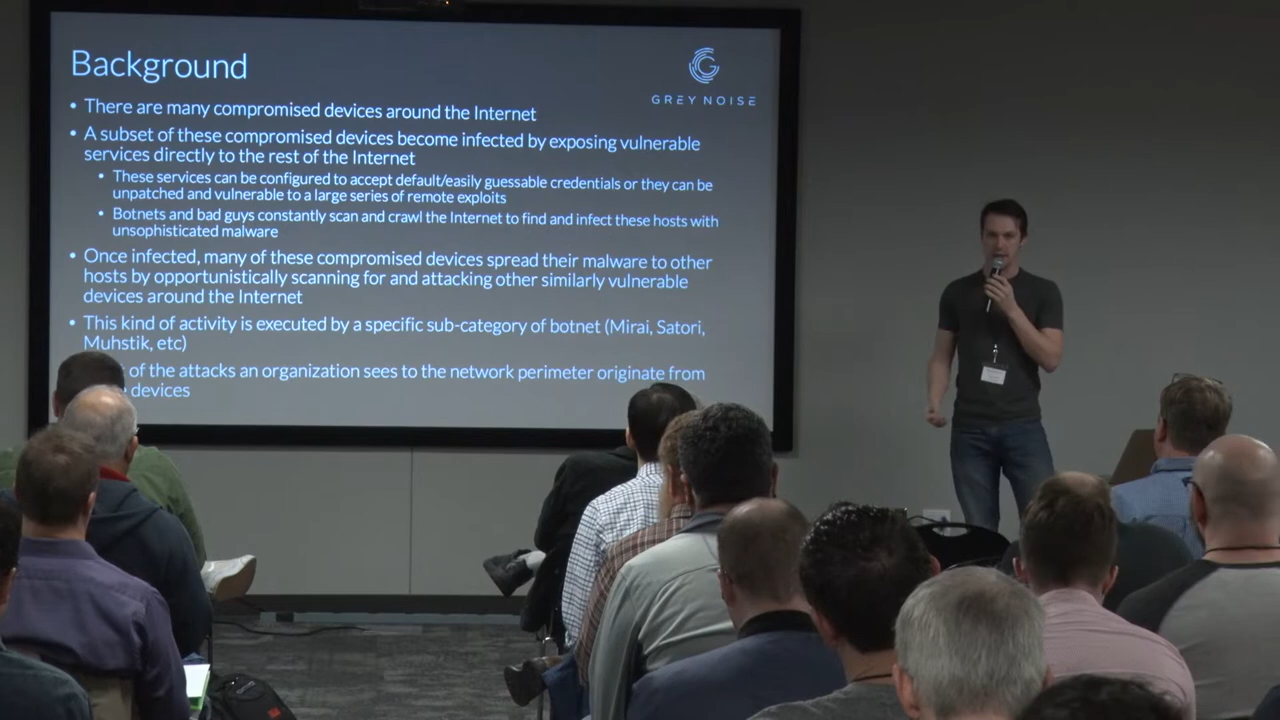 Background
GREY NOISE
• There are many compromised devices around the Internet
• A subset of these compromised devices become infected by exposing vulnerable
services directly to the rest of the Internet
• These services can be configured to accept default/easily guessable credentials or they can be
unpatched and vulnerable to a large series of remote exploits
• Botnets and bad guys constantly scan and crawl the Internet to find and infect these hosts with
unsophisticated malware
• Once infected, many of these compromised devices spread their malware to other
hosts by opportunistically scanning for and attacking other similarly vulnerable
devices around the Internet
• This kind of activity is executed by a specific sub-category of botnet (Mirai, Satori,
Muhstik, etc)
of the attacks an organization sees to the network perimeter originate from
devices